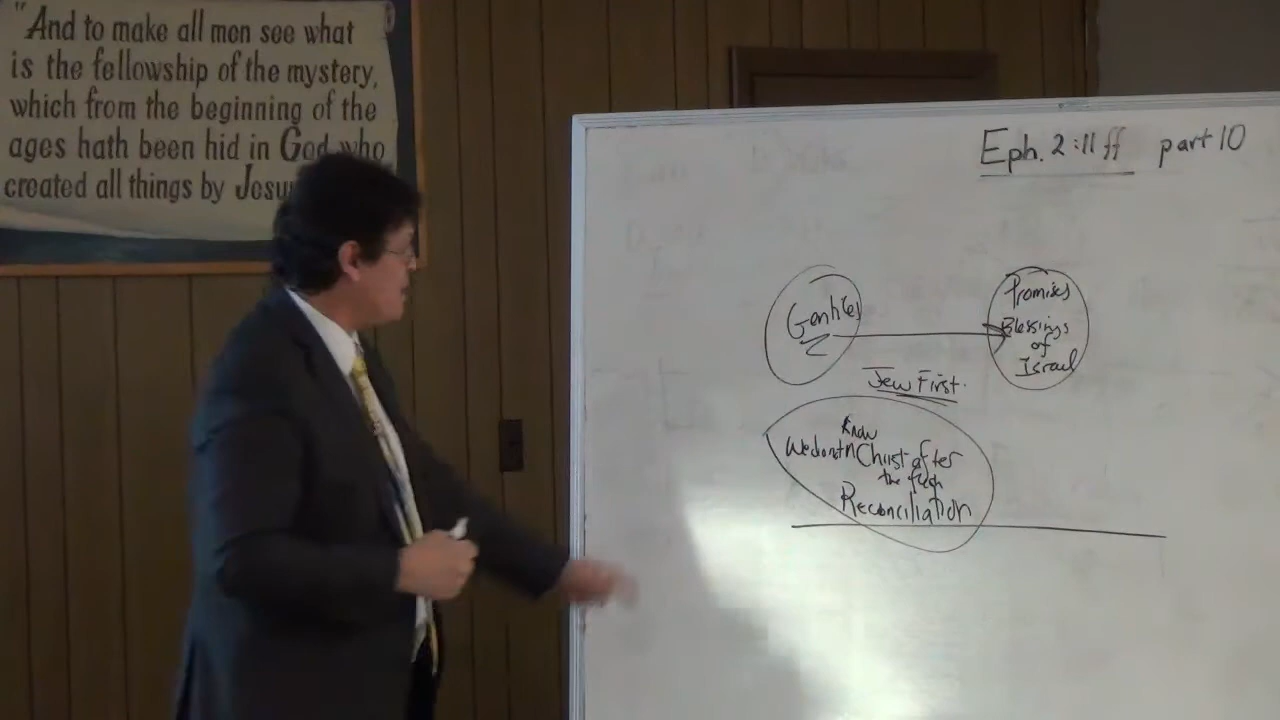 "And to make all men see what
is the fellowship of the mystery,
which from the beginning of the
ages hath been hid in God who
created all things by Jesu
Eph. 2:11 ff part 10
Gentiles
Promises
Blessings
of
Israel
Jew First.
Know
We dont Christ after
the flesh
Reconciliation